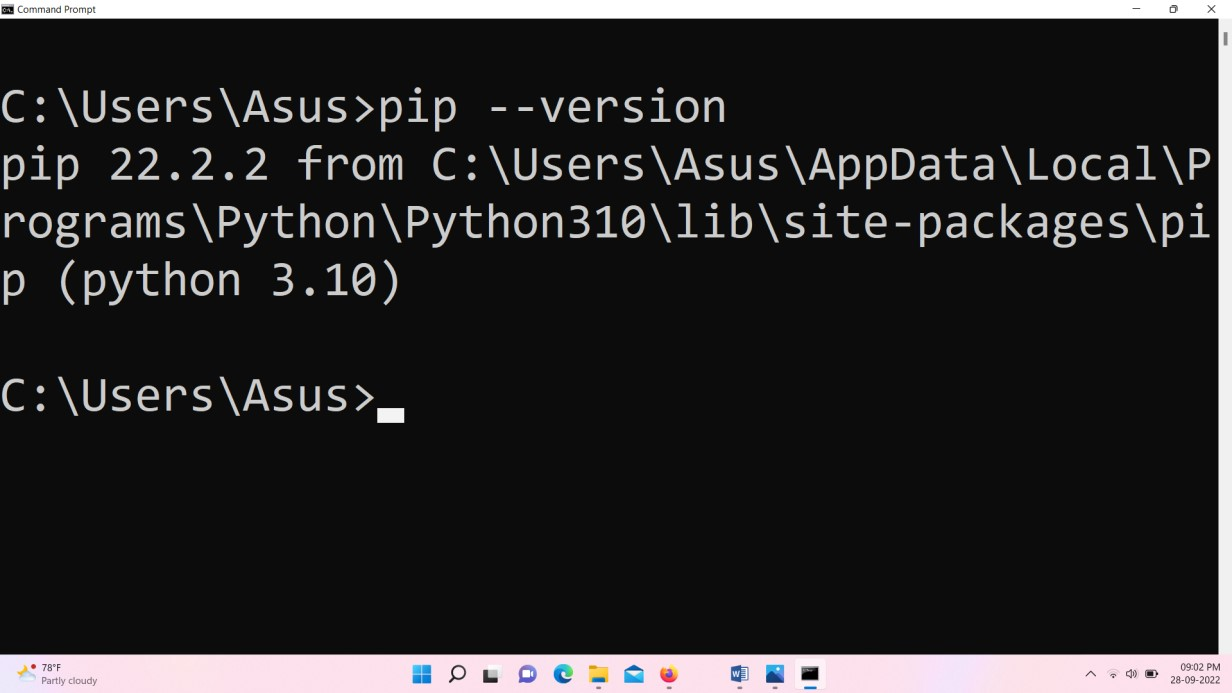 Command Prompt
C:\Users\Asus>pip --version
pip 22.2.2 from C:\Users\Asus\AppData\Local\P
rograms\Python\Python310\lib\site-packages\pi
p (python 3.10)
C:\Users\Asus>
78°F
Partly cloudy
09:02 PM
28-09-2022